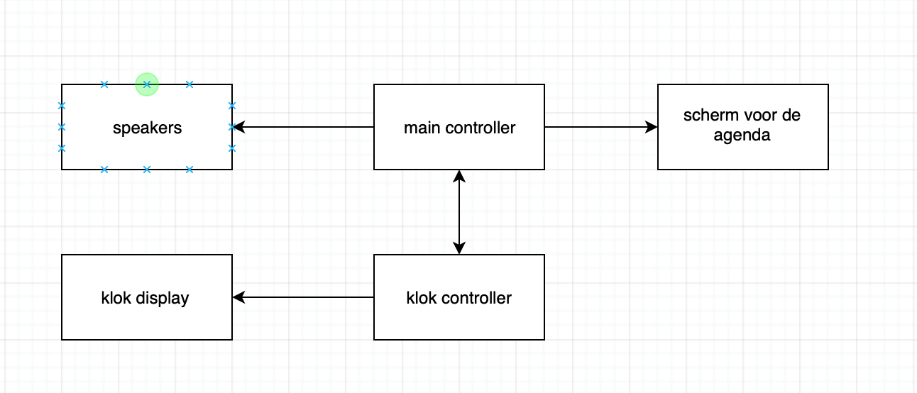 speakers
main controller
scherm voor de
agenda
klok display
klok controller